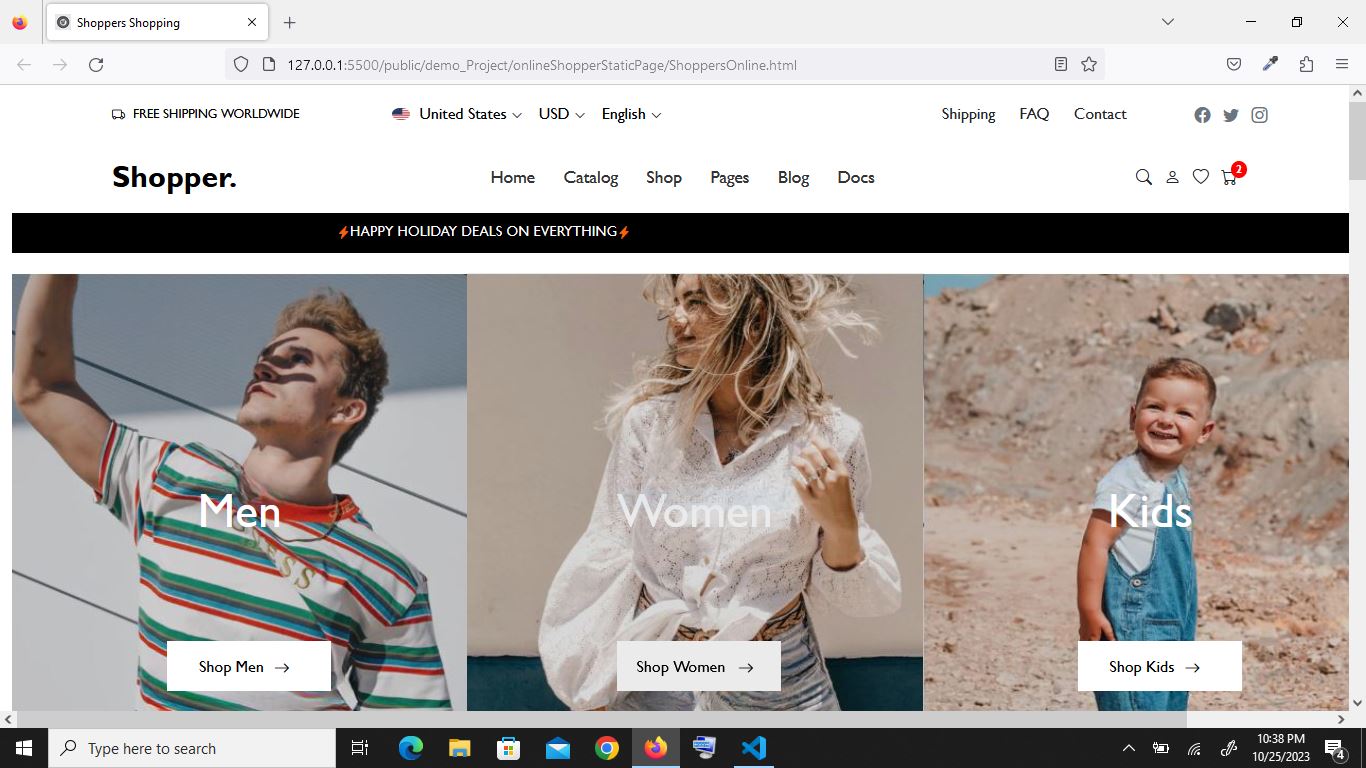 Shoppers Shopping
127.0.0.1:5500/public/demo_Project/onlineShopperStaticPage/ShoppersOnline.html
FREE SHIPPING WORLDWIDE United States USD English Shipping FAQ Contact
Shopper. Home Catalog Shop Pages Blog Docs 2
⚡HAPPY HOLIDAY DEALS ON EVERYTHING⚡
Men Women Kids
Shop Men → Shop Women → Shop Kids →
Type here to search
10:38 PM
10/25/2023
4